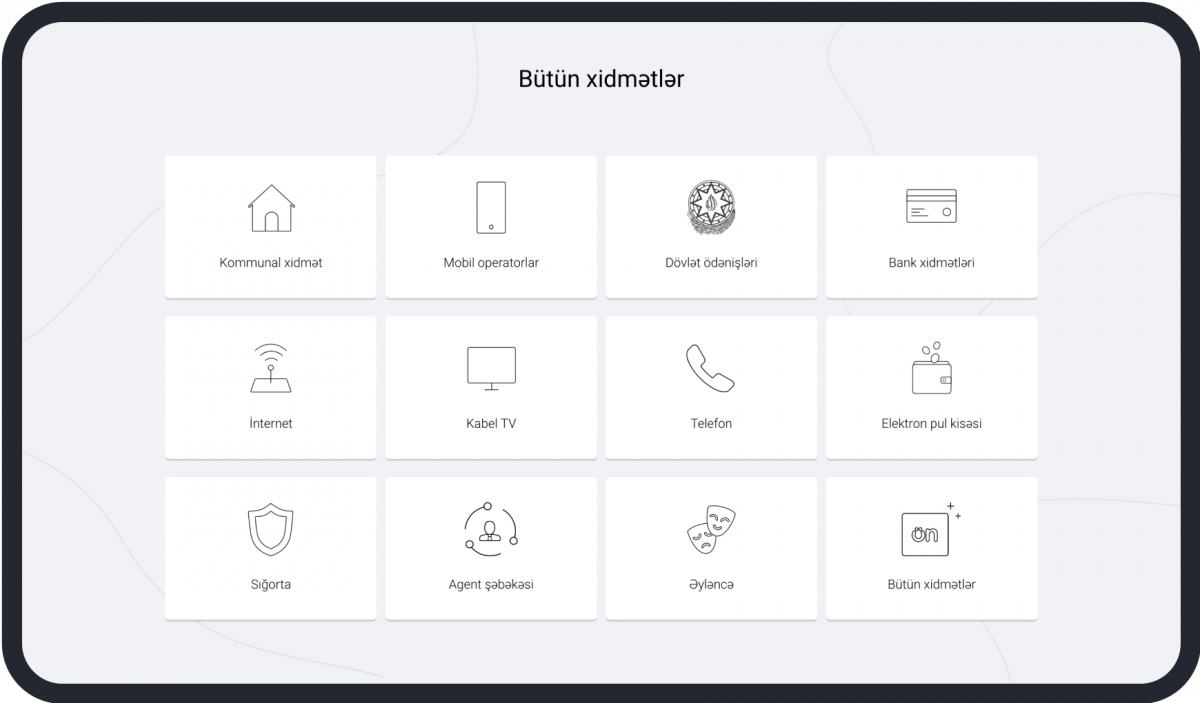 Bütün xidmətlər
Kommunal xidmət
Mobil operatorlar
Dövlət ödənişləri
Bank xidmətləri
İnternet
Kabel TV
Telefon
Elektron pul kisəsi
Sığorta
Agent şəbəkəsi
Əyləncə
ön
Bütün xidmətlər